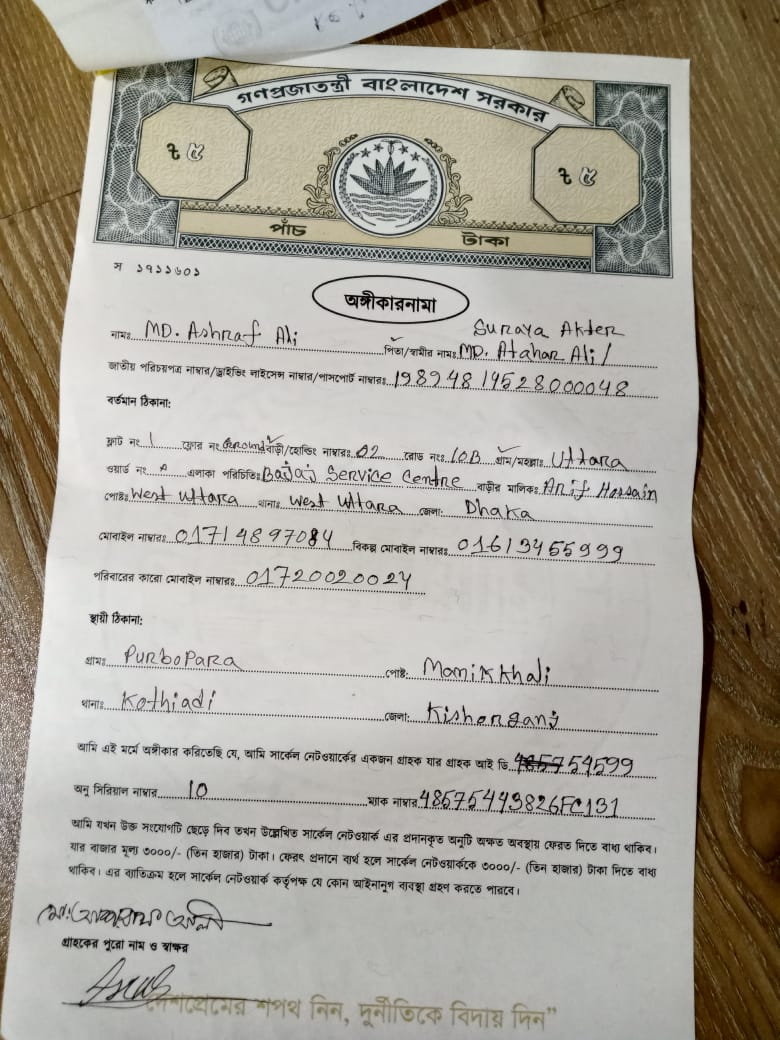 গণপ্রজাতন্ত্রী বাংলাদেশ সরকার
৳ ৫ ৳ ৫
পাঁচ টাকা
স ১৭১১৬০১
অঙ্গীকারনামা
Suraya Akter
নামঃ MD. Ashraf Ali পিতা/স্বামীর নামঃ MD. Atahar Ali/
জাতীয় পরিচয়পত্র নাম্বার/ড্রাইভিং লাইসেন্স নাম্বার/পাসপোর্ট নাম্বারঃ 19894819528000048
বর্তমান ঠিকানা:
ফ্লাট নং 1 ফ্লোর নং Ground বাড়ী/হোল্ডিং নাম্বারঃ 02 রোড নংঃ 10B গ্রাম/মহল্লাঃ Uttara
ওয়ার্ড নং এলাকা পরিচিতিঃ Bajaj Service Centre বাড়ীর মালিকঃ Arif Hossain
পোষ্টঃ West Uttara থানাঃ West Uttara জেলা: Dhaka
মোবাইল নাম্বারঃ 01714897084 বিকল্প মোবাইল নাম্বারঃ 01613455999
পরিবারের কারো মোবাইল নাম্বারঃ 01720020024
স্থায়ী ঠিকানা:
গ্রামঃ PurboPara পোষ্ট: Manikkhali
থানাঃ Kothiadi জেলা: Kishorganj
আমি এই মর্মে অঙ্গীকার করিতেছি যে, আমি সার্কেল নেটওয়ার্কের একজন গ্রাহক যার গ্রাহক আই ডি 54599
অনু সিরিয়াল নাম্বার 10 ম্যাক নাম্বার 48575443826FC131
আমি যখন উক্ত সংযোগটি ছেড়ে দিব তখন উল্লেখিত সার্কেল নেটওয়ার্ক এর প্রদানকৃত অনুটি অক্ষত অবস্থায় ফেরত দিতে বাধ্য থাকিব।
যার বাজার মূল্য ৩০০০/- (তিন হাজার) টাকা। ফেরৎ প্রদানে ব্যর্থ হলে সার্কেল নেটওয়ার্ককে ৩০০০/- (তিন হাজার) টাকা দিতে বাধ্য
থাকিব। এর ব্যতিক্রম হলে সার্কেল নেটওয়ার্ক কর্তৃপক্ষ যে কোন আইনানুগ ব্যবস্থা গ্রহণ করতে পারবে।
মো: আশরাফ আলী
গ্রাহকের পুরো নাম ও স্বাক্ষর
দেশপ্রেমের শপথ নিন, দুর্নীতিকে বিদায় দিন"